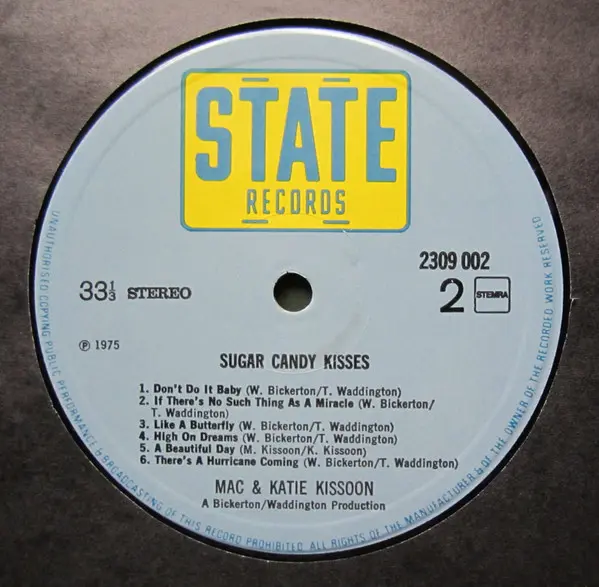 STATE
RECORDS
2309 002
33⅓ STEREO
2 STEMRA
℗ 1975
SUGAR CANDY KISSES
1. Don't Do It Baby (W. Bickerton/T. Waddington)
2. If There's No Such Thing As A Miracle (W. Bickerton/
T. Waddington)
3. Like A Butterfly (W. Bickerton/T. Waddington)
4. High On Dreams (W. Bickerton/T. Waddington)
5. A Beautiful Day (M. Kissoon/K. Kissoon)
6. There's A Hurricane Coming (W. Bickerton/T. Waddington)
MAC & KATIE KISSOON
A Bickerton/Waddington Production
UNAUTHORISED COPYING PUBLIC PERFORMANCE & BROADCASTING OF THIS RECORD PROHIBITED ALL RIGHTS OF THE MANUFACTURER & OF THE OWNER OF THE RECORDED WORK RESERVED